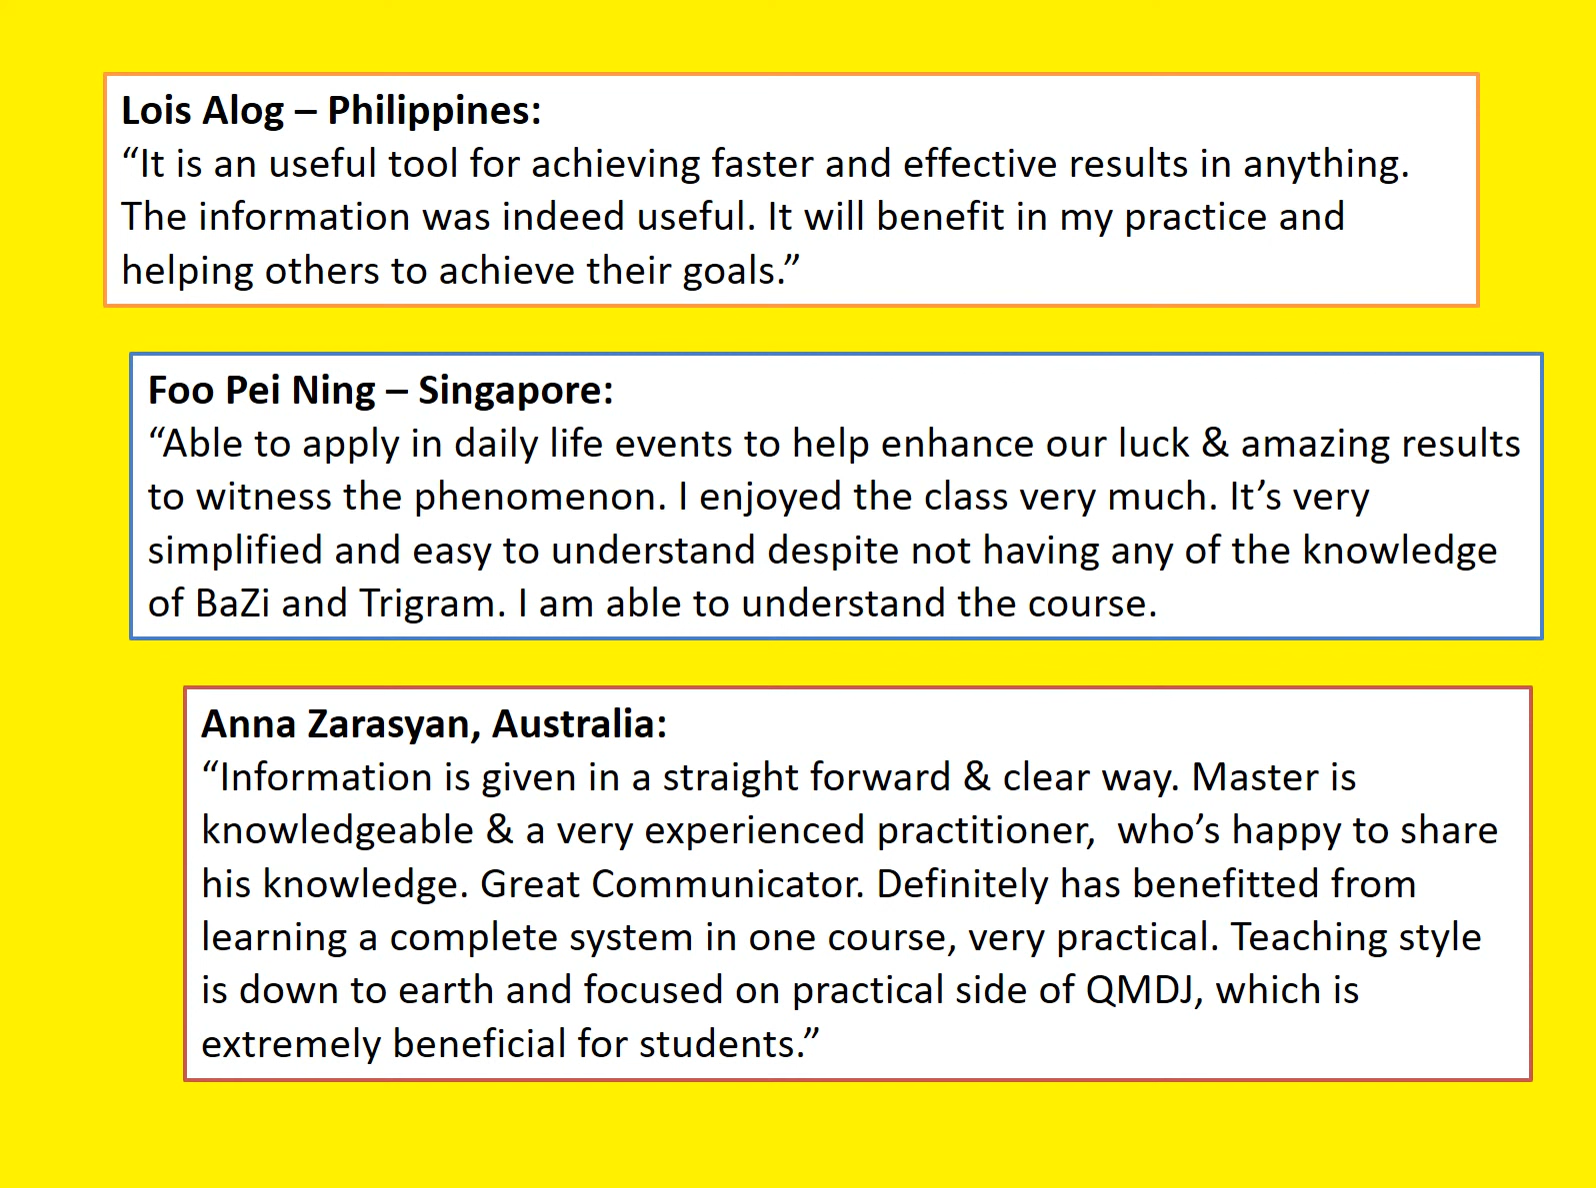 Lois Alog – Philippines:
“It is an useful tool for achieving faster and effective results in anything.
The information was indeed useful. It will benefit in my practice and
helping others to achieve their goals.”
Foo Pei Ning – Singapore:
“Able to apply in daily life events to help enhance our luck & amazing results
to witness the phenomenon. I enjoyed the class very much. It’s very
simplified and easy to understand despite not having any of the knowledge
of BaZi and Trigram. I am able to understand the course.
Anna Zarasyan, Australia:
“Information is given in a straight forward & clear way. Master is
knowledgeable & a very experienced practitioner,  who’s happy to share
his knowledge. Great Communicator. Definitely has benefitted from
learning a complete system in one course, very practical. Teaching style
is down to earth and focused on practical side of QMDJ, which is
extremely beneficial for students.”